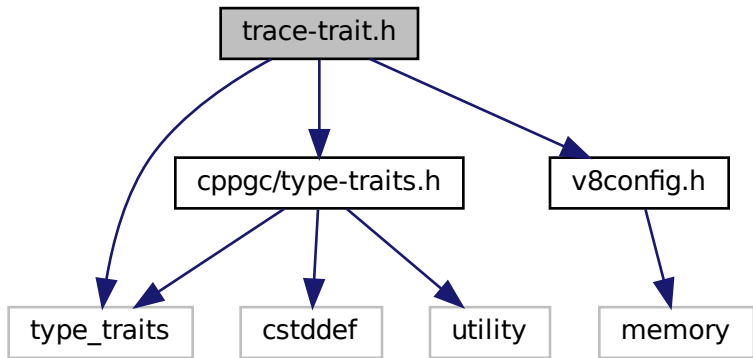 trace-trait.h
cppgc/type-traits.h
v8config.h
type_traits
cstddef
utility
memory